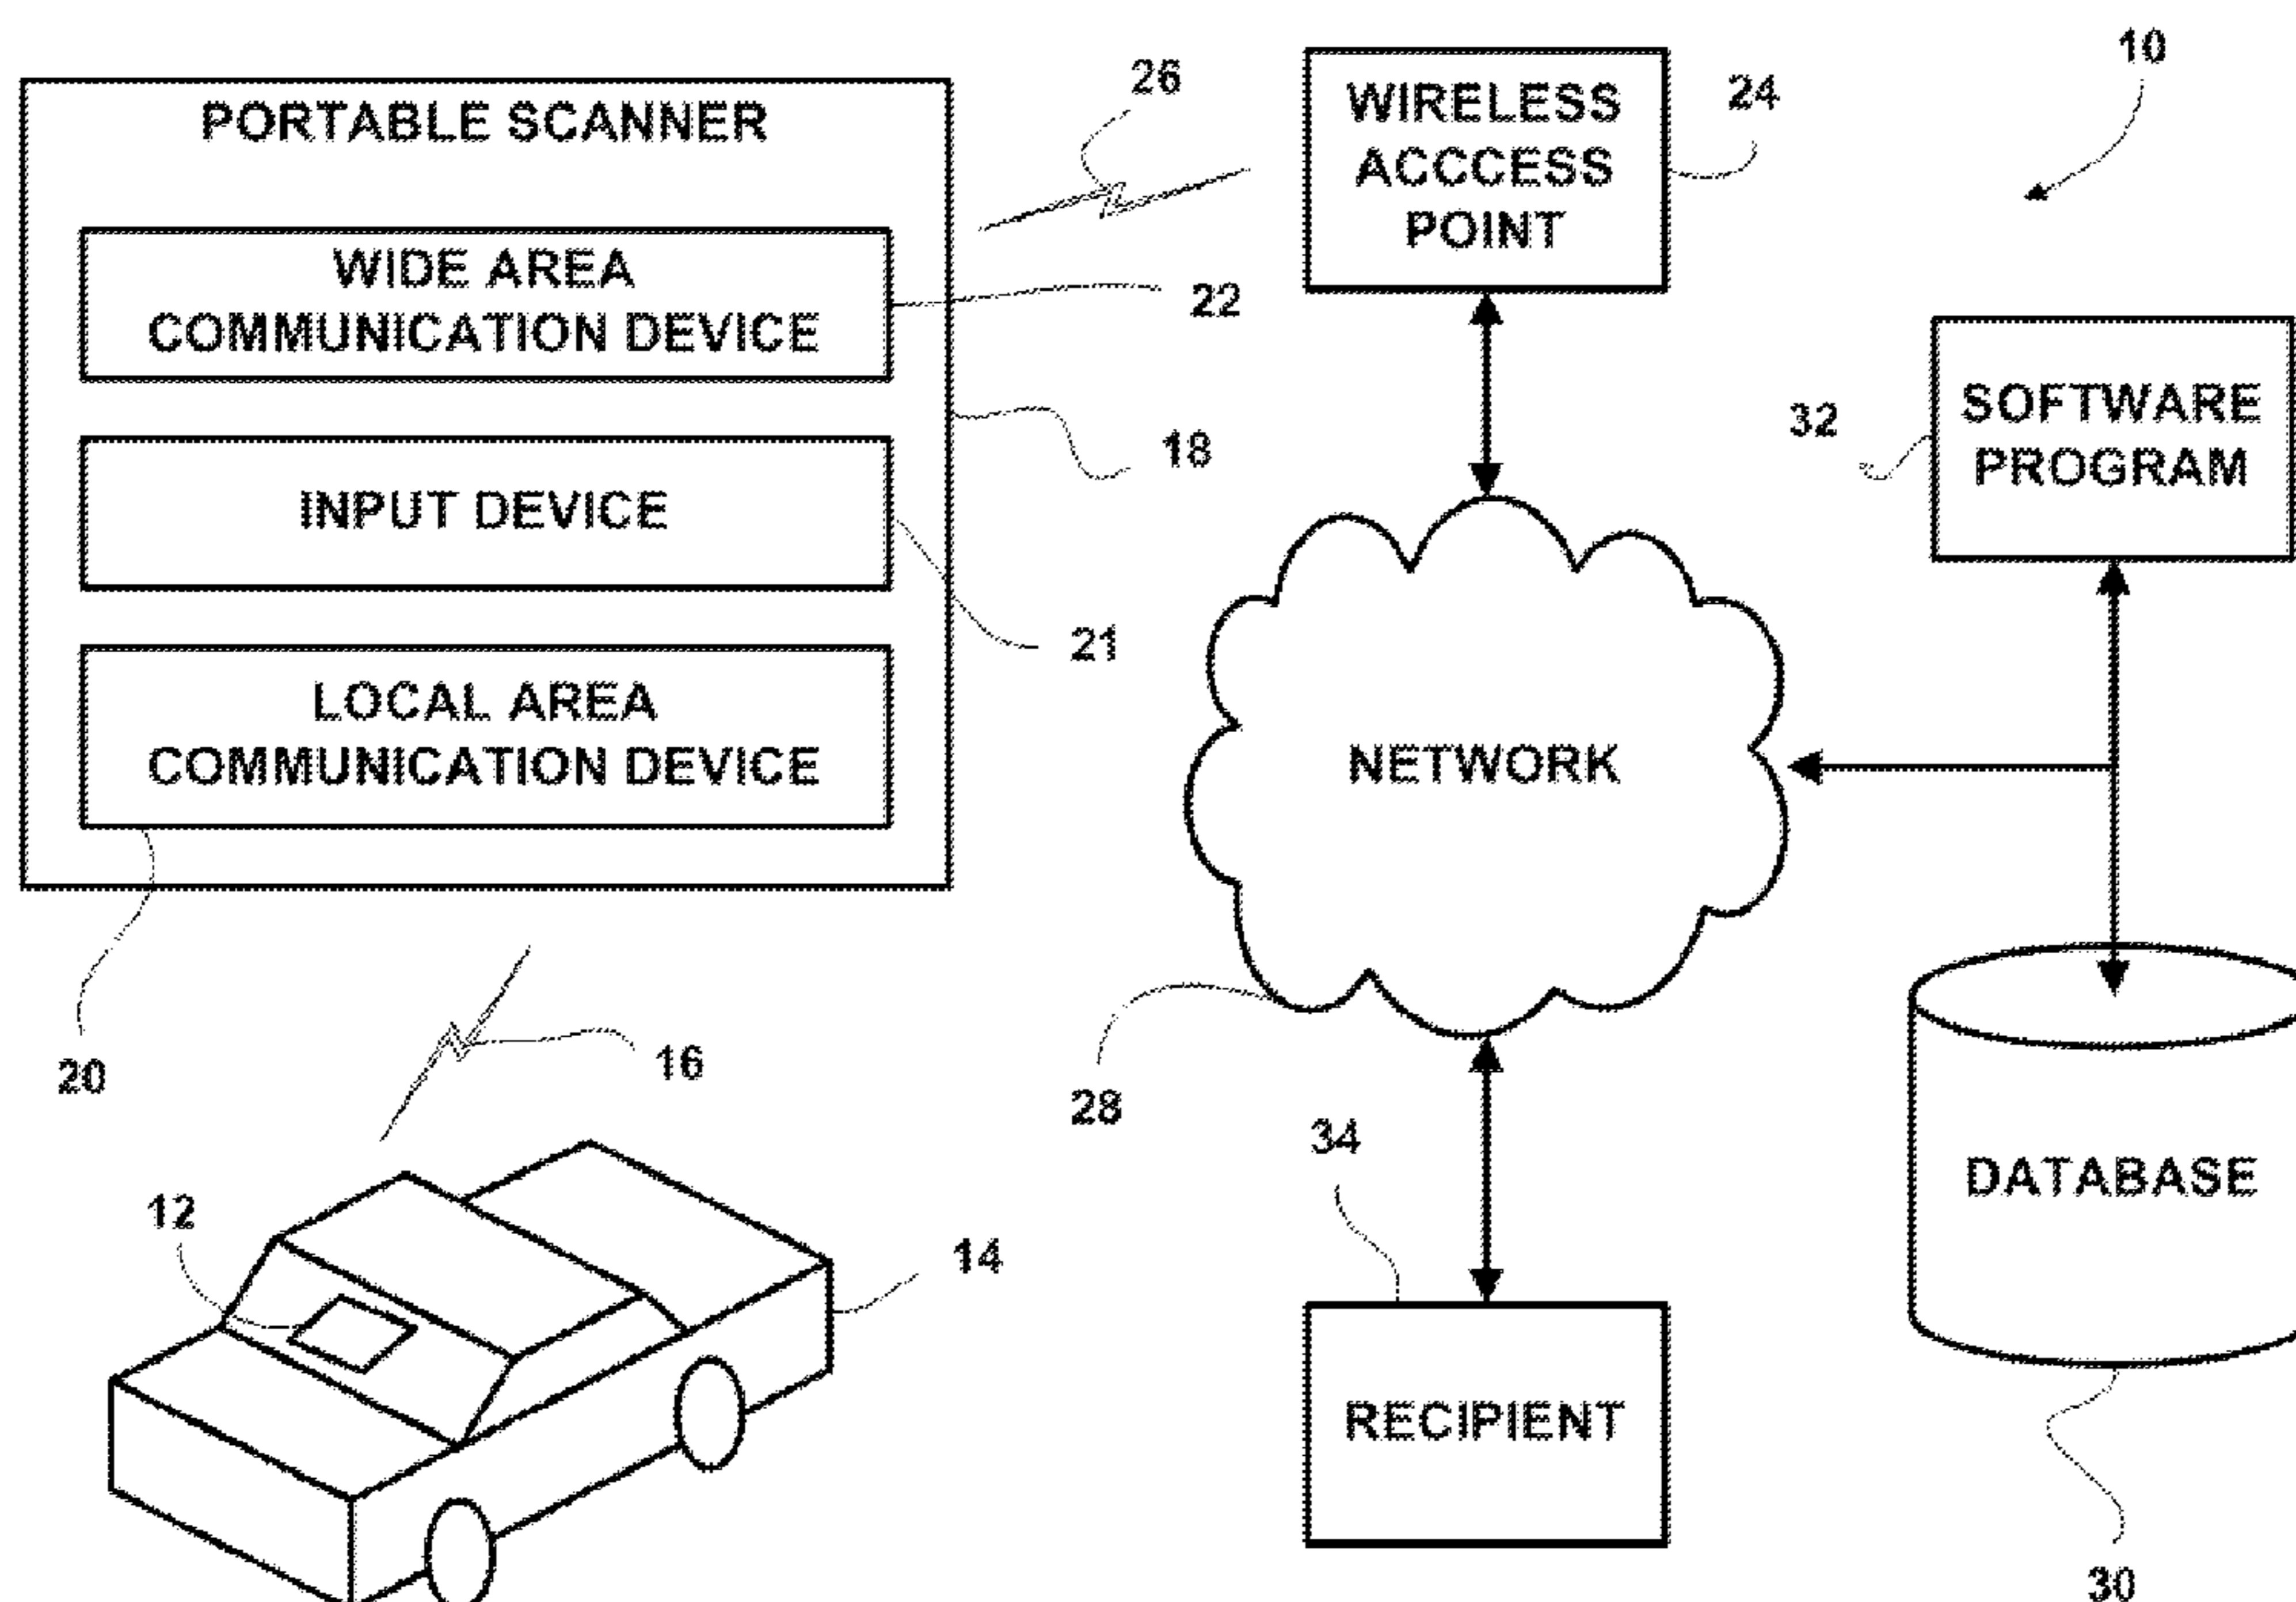 PORTABLE SCANNER
WIDE AREA
COMMUNICATION DEVICE
INPUT DEVICE
LOCAL AREA
COMMUNICATION DEVICE
26
22
18
21
20
16
12
14
WIRELESS
ACCCESS
POINT
24
10
32
SOFTWARE
PROGRAM
NETWORK
28
34
RECIPIENT
DATABASE
30